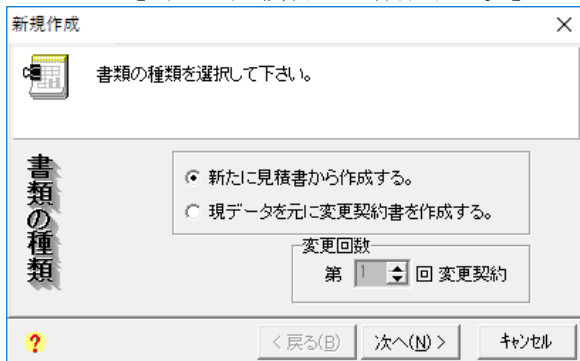 新規作成
書類の種類を選択して下さい。
書類の種類
新たに見積書から作成する。
現データを元に変更契約書を作成する。
変更回数
第 1 回 変更契約
?
< 戻る(B) 次へ(N) > キャンセル